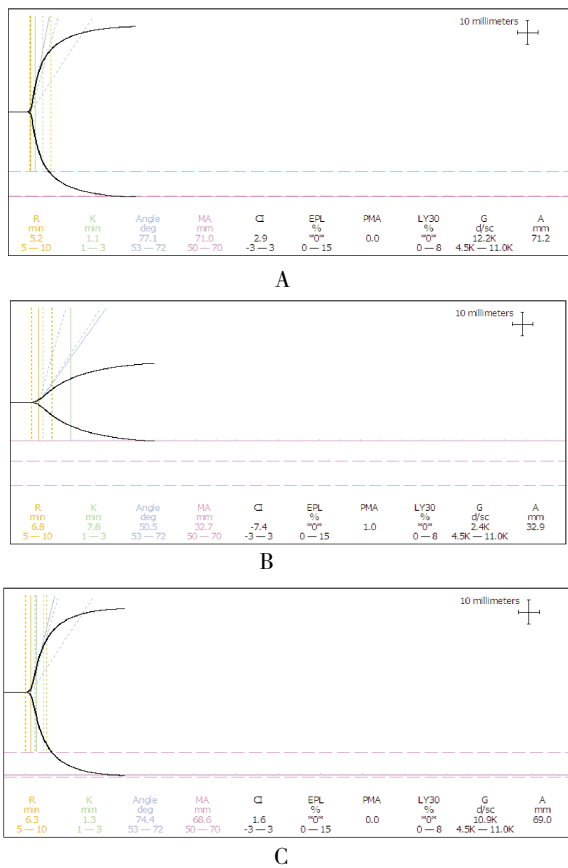 10 millimeters
R K Angle MA CI EPL PMA LY30 G A
min min deg mm % % d/sc mm
5.2 1.1 77.1 71.0 2.9 "0" 0.0 "0" 12.2K 71.2
5 — 10 1 — 3 53 — 72 50 — 70 -3 — 3 0 — 15 0 — 8 4.5K — 11.0K
A
10 millimeters
R K Angle MA CI EPL PMA LY30 G A
min min deg mm % % d/sc mm
6.8 7.8 50.5 32.7 -7.4 "0" 1.0 "0" 2.4K 32.9
5 — 10 1 — 3 53 — 72 50 — 70 -3 — 3 0 — 15 0 — 8 4.5K — 11.0K
B
10 millimeters
R K Angle MA CI EPL PMA LY30 G A
min min deg mm % % d/sc mm
6.3 1.3 74.4 68.6 1.6 "0" 0.0 "0" 10.9K 69.0
5 — 10 1 — 3 53 — 72 50 — 70 -3 — 3 0 — 15 0 — 8 4.5K — 11.0K
C